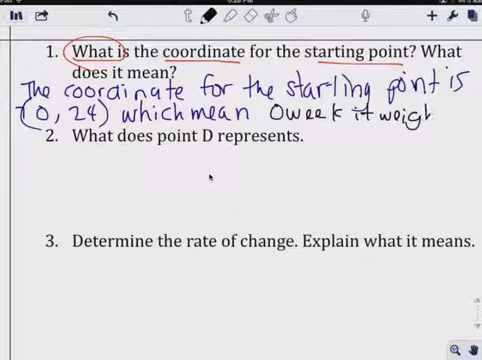 1. What is the coordinate for the starting point? What
does it mean?
The coordinate for the starting point is
(0, 24) which mean 0 week it weigh
2. What does point D represents.
3. Determine the rate of change. Explain what it means.